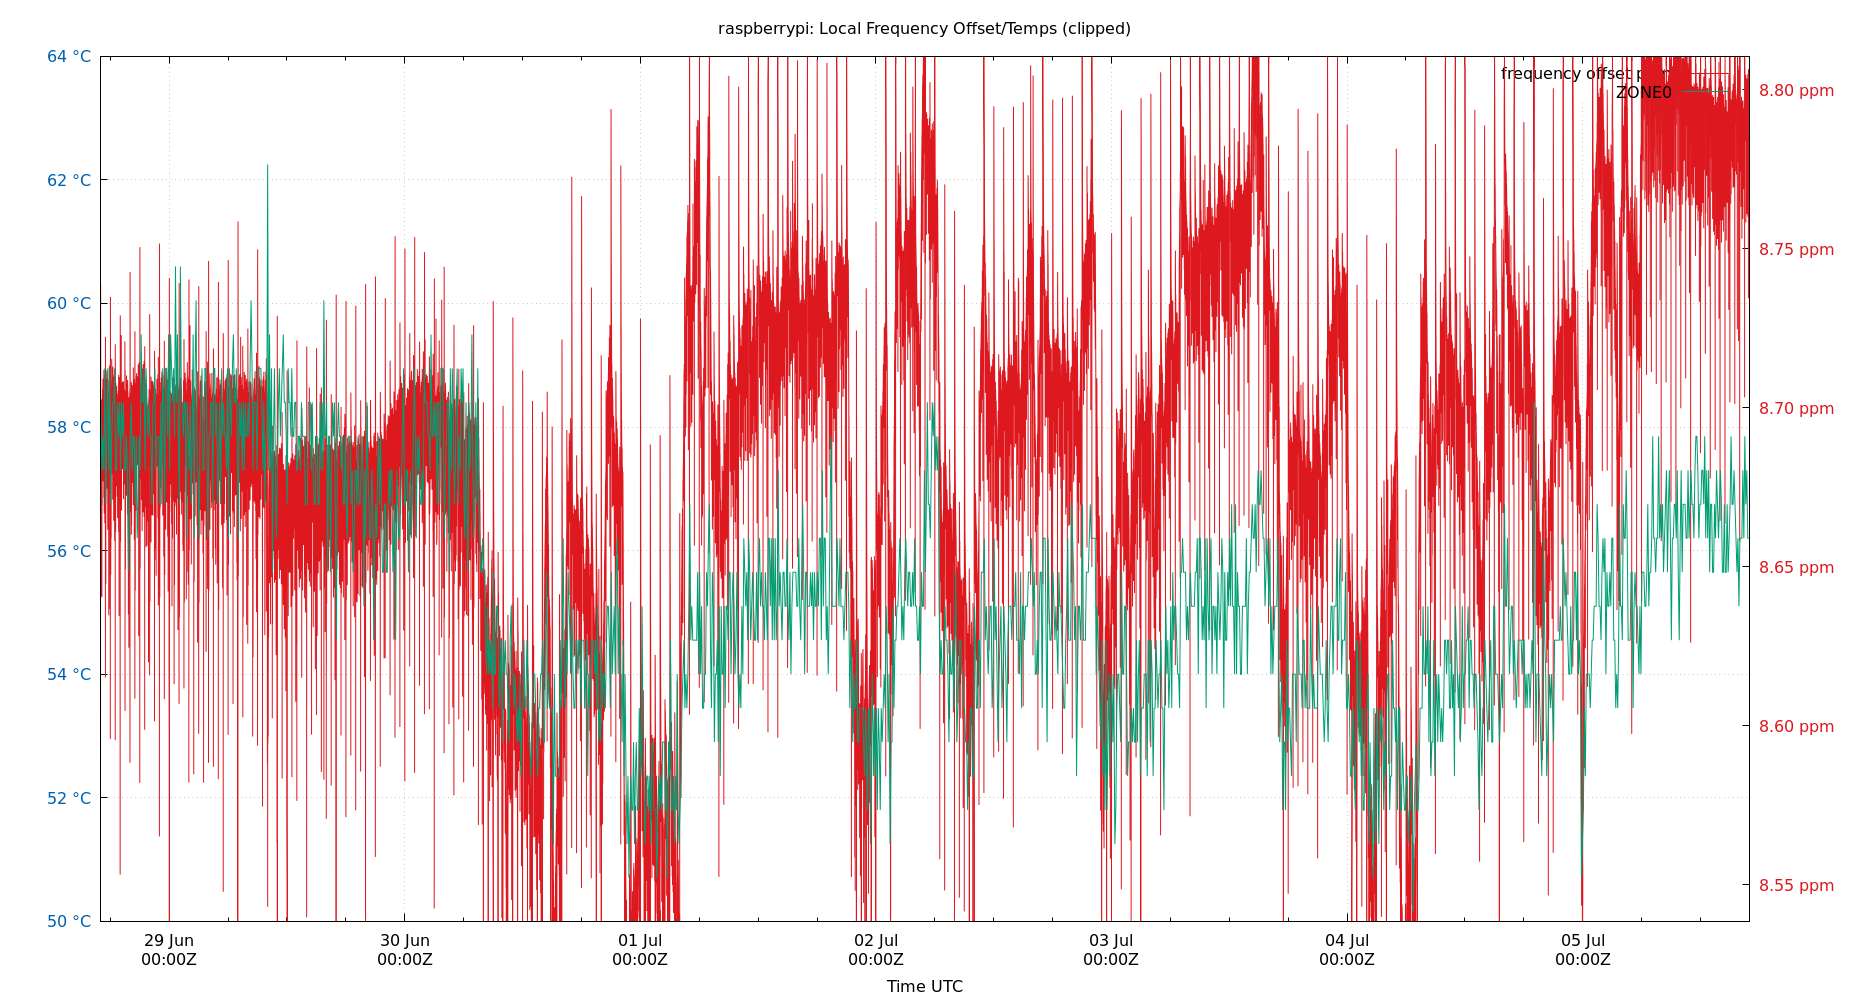 raspberrypi: Local Frequency Offset/Temps (clipped)
64 °C
62 °C
60 °C
58 °C
56 °C
54 °C
52 °C
50 °C
frequency offset
ZONE0
8.80 ppm
8.75 ppm
8.70 ppm
8.65 ppm
8.60 ppm
8.55 ppm
29 Jun
00:00Z
30 Jun
00:00Z
01 Jul
00:00Z
02 Jul
00:00Z
03 Jul
00:00Z
04 Jul
00:00Z
05 Jul
00:00Z
Time UTC